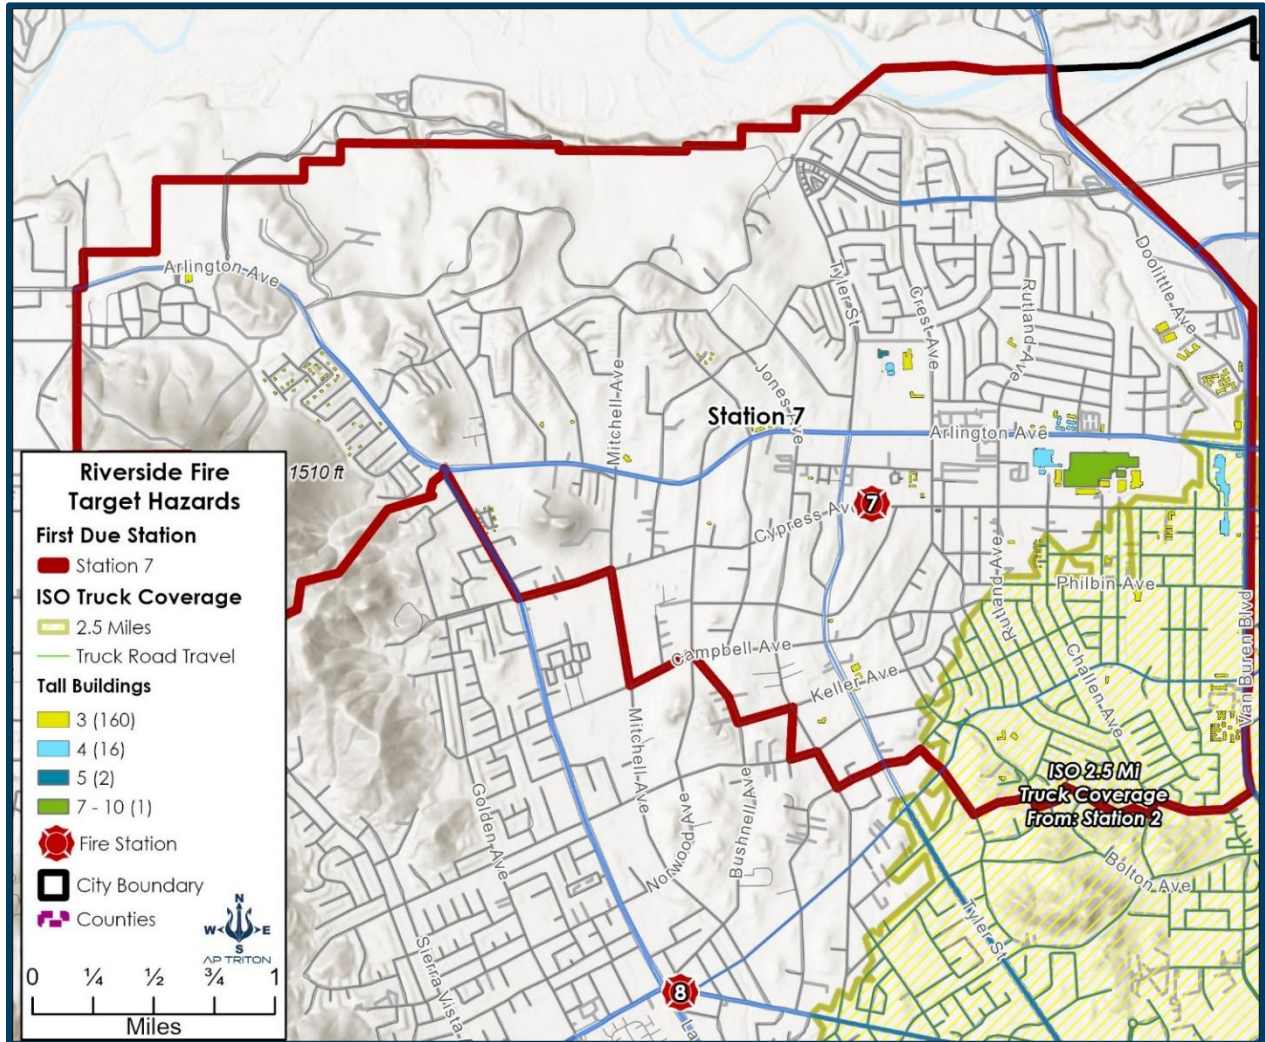 Arlington Ave
Tyler St
Crest Ave
Rutland Ave
Doolittle Ave
Mitchell Ave
Jones Ave
Station 7
Arlington Ave
1510 ft
7
Cypress Ave
Rutland Ave
Philbin Ave
Van Buren Blvd
Campbell Ave
Keller Ave
Challen Ave
Mitchell Ave
Golden Ave
Norwood Ave
Bushnell Ave
ISO 2.5 Mi
Truck Coverage
From: Station 2
Bolton Ave
Tyler St
Sierra Vista
8
La
Riverside Fire
Target Hazards
First Due Station
Station 7
ISO Truck Coverage
2.5 Miles
Truck Road Travel
Tall Buildings
3 (160)
4 (16)
5 (2)
7 - 10 (1)
Fire Station
City Boundary
Counties
N
W E
S
AP TRITON
0 ¼ ½ ¾ 1
Miles